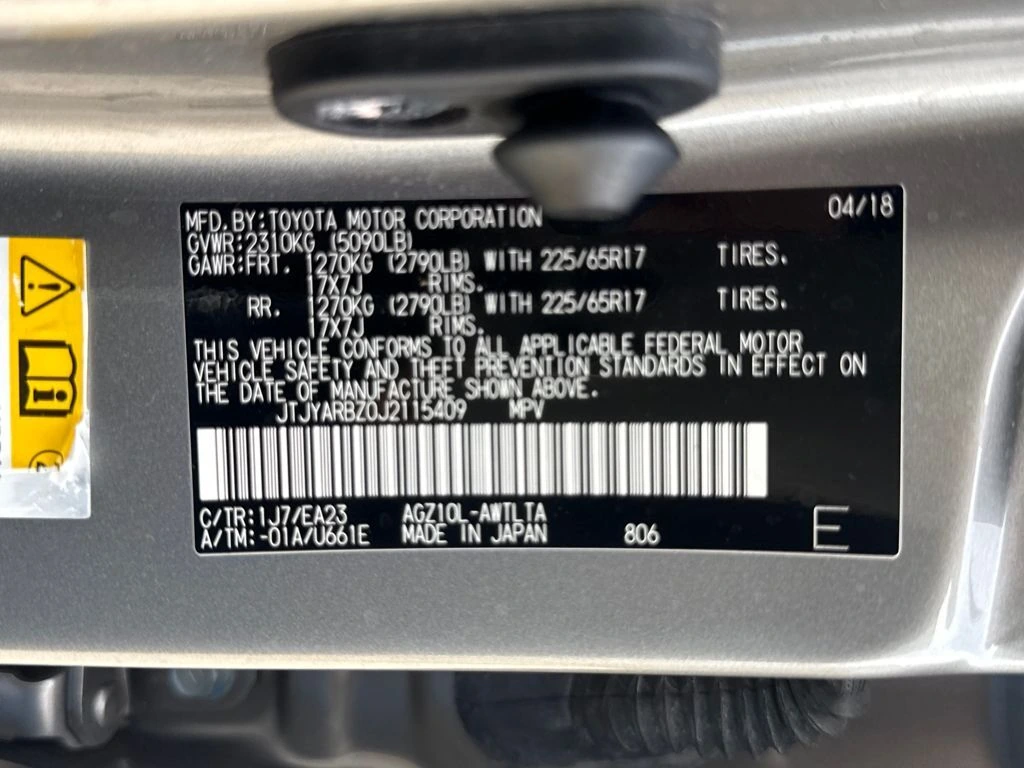 MFD.BY:TOYOTA MOTOR CORPORATION 04/18
GVWR:2310KG (5090LB)
GAWR:FRT. 1270KG (2790LB) WITH 225/65R17 TIRES.
17X7J RIMS.
RR. 1270KG (2790LB) WITH 225/65R17 TIRES.
17X7J RIMS.
THIS VEHICLE CONFORMS TO ALL APPLICABLE FEDERAL MOTOR
VEHICLE SAFETY AND THEFT PREVENTION STANDARDS IN EFFECT ON
THE DATE OF MANUFACTURE SHOWN ABOVE.
JTJYARBZ0J2115409 MPV
C/TR:1J7/EA23 AGZ10L-AWTLTA
A/TM:-01A/U661E MADE IN JAPAN 806 E